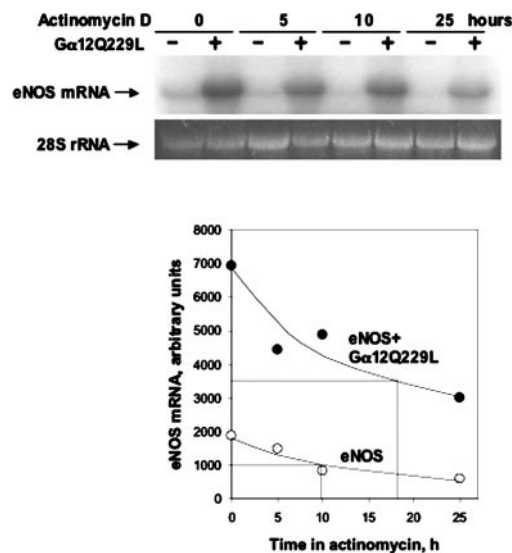 Actinomycin D 0 5 10 25 hours
Gα12Q229L - + - + - + - +
eNOS mRNA →
28S rRNA →
8000
7000
6000
5000
4000
3000
2000
1000
0
eNOS mRNA, arbitrary units
eNOS+
Gα12Q229L
eNOS
0 5 10 15 20 25
Time in actinomycin, h